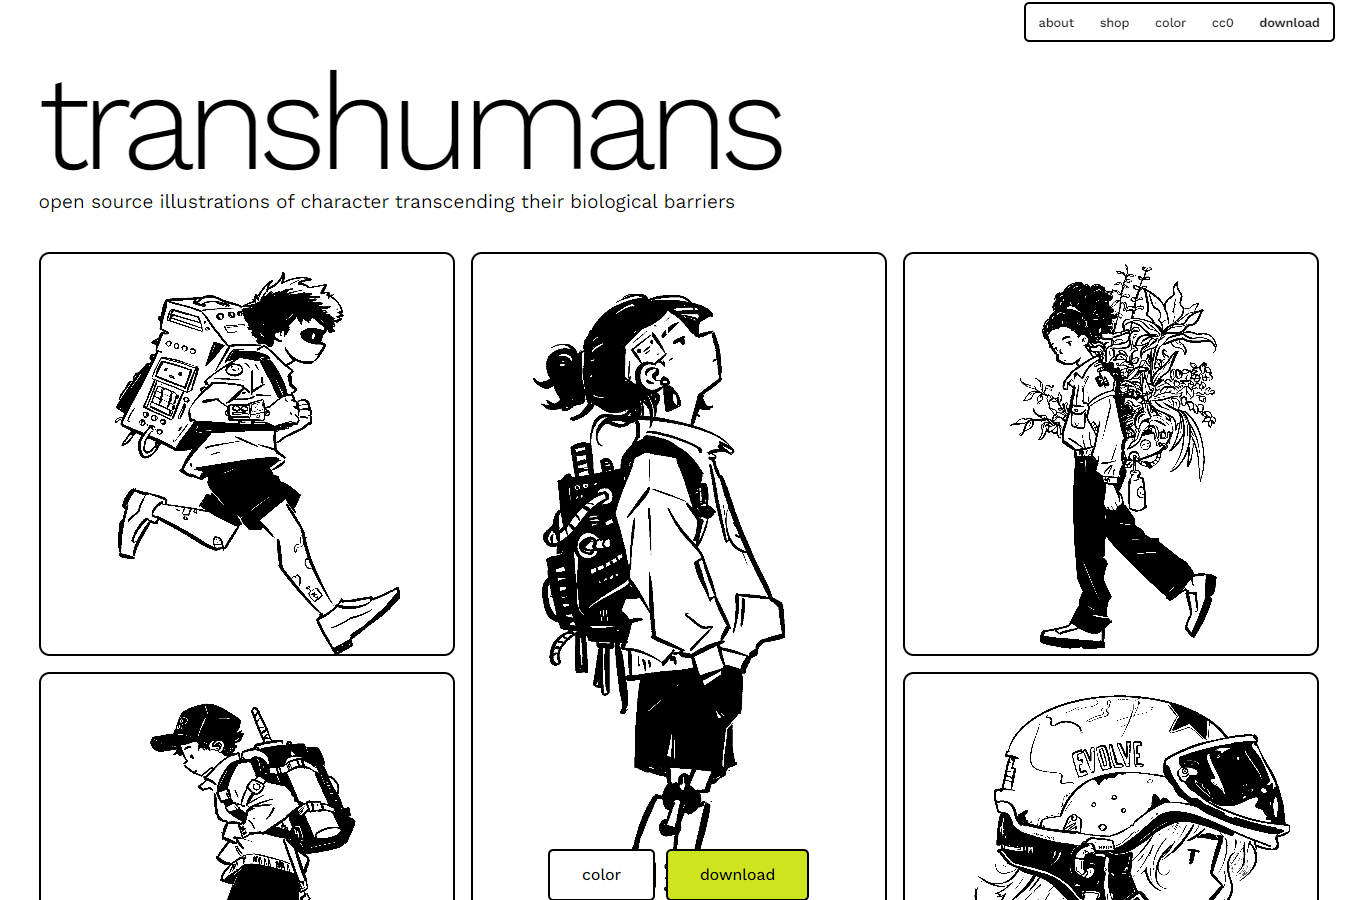 about shop color cc0 download
transhumans
open source illustrations of character transcending their biological barriers
EVOLVE
color download